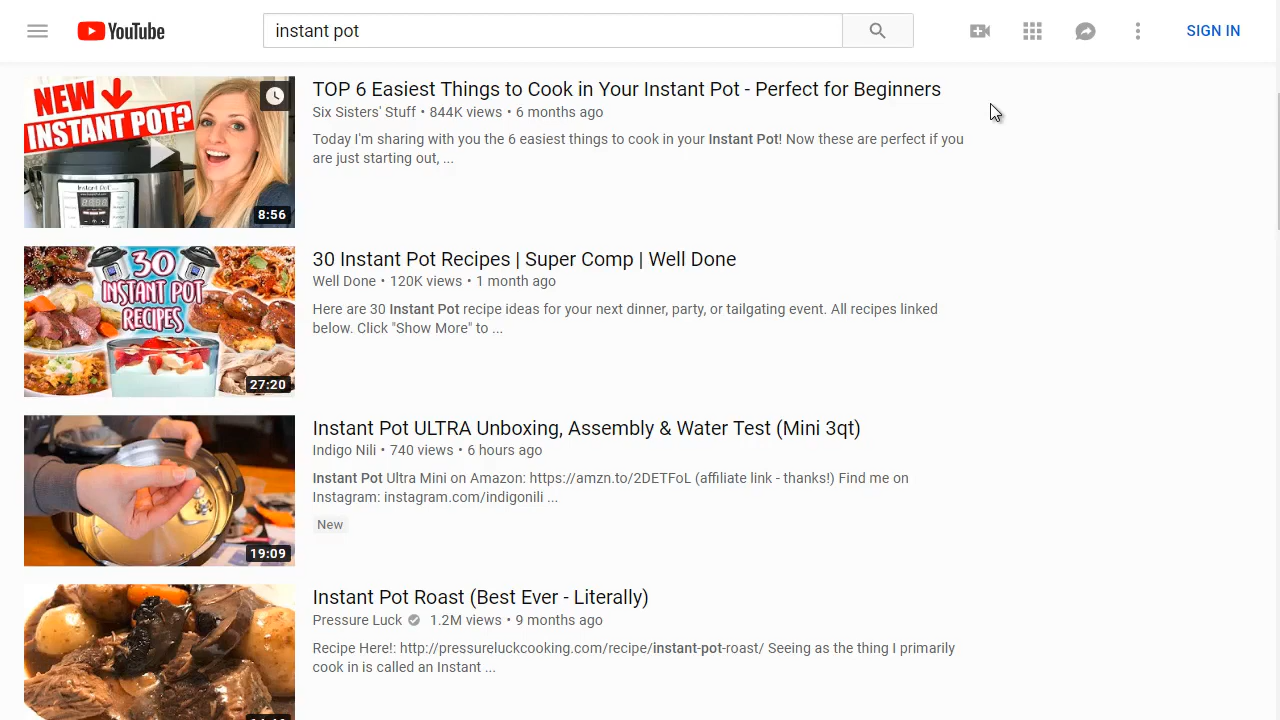 YouTube
instant pot
SIGN IN
NEW
INSTANT POT?
Instant Pot
8:56
TOP 6 Easiest Things to Cook in Your Instant Pot - Perfect for Beginners
Six Sisters' Stuff • 844K views • 6 months ago
Today I'm sharing with you the 6 easiest things to cook in your Instant Pot! Now these are perfect if you
are just starting out, ...
30
INSTANT POT
RECIPES
27:20
30 Instant Pot Recipes | Super Comp | Well Done
Well Done • 120K views • 1 month ago
Here are 30 Instant Pot recipe ideas for your next dinner, party, or tailgating event. All recipes linked
below. Click "Show More" to ...
19:09
Instant Pot ULTRA Unboxing, Assembly & Water Test (Mini 3qt)
Indigo Nili • 740 views • 6 hours ago
Instant Pot Ultra Mini on Amazon: https://amzn.to/2DETFoL (affiliate link - thanks!) Find me on
Instagram: instagram.com/indigonili ...
New
Instant Pot Roast (Best Ever - Literally)
Pressure Luck 1.2M views • 9 months ago
Recipe Here!: http://pressureluckcooking.com/recipe/instant-pot-roast/ Seeing as the thing I primarily
cook in is called an Instant ...